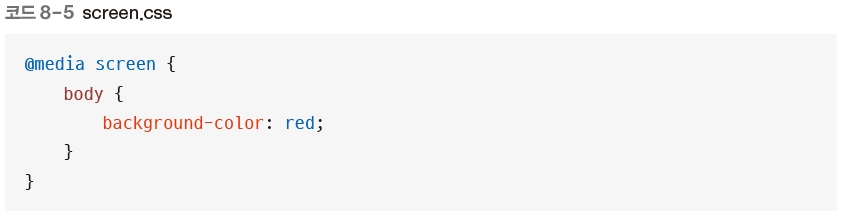 코드 8-5 screen.css
@media screen {
    body {
        background-color: red;
    }
}